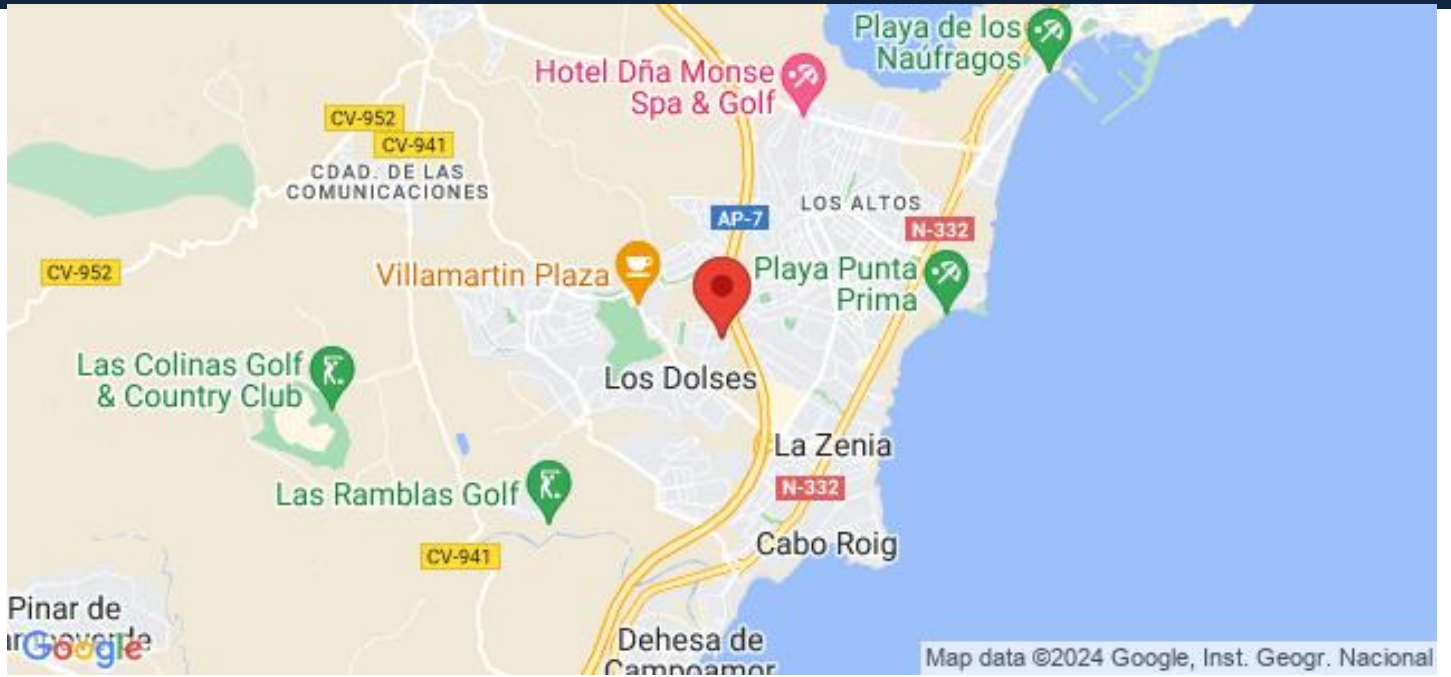 Playa de los
Naúfragos
Hotel Dña Monse
Spa & Golf
CV-952
CV-941
CDAD. DE LAS
COMUNICACIONES
LOS ALTOS
AP-7
N-332
CV-952
Villamartin Plaza
Playa Punta
Prima
Las Colinas Golf
& Country Club
Los Dolses
La Zenia
N-332
Las Ramblas Golf
Cabo Roig
CV-941
Pinar de
Google
Dehesa de
Campoamor
Map data ©2024 Google, Inst. Geogr. Nacional